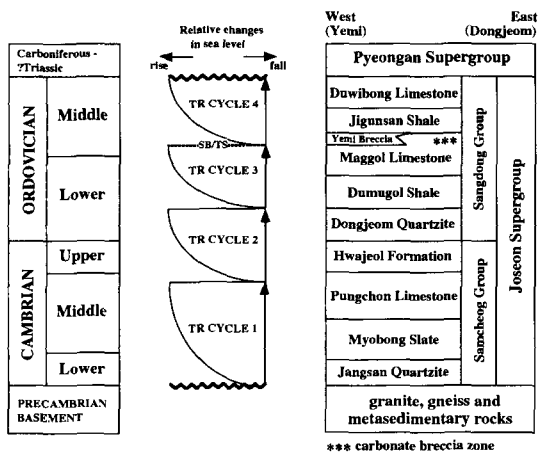 Relative changes
in sea level
rise
fall
West
(Yemi)
East
(Dongjeom)
Carboniferous -
?Triassic
ORDOVICIAN
Middle
Lower
CAMBRIAN
Upper
Middle
Lower
PRECAMBRIAN
BASEMENT
TR CYCLE 4
SB/TS
TR CYCLE 3
TR CYCLE 2
TR CYCLE 1
Pyeongan Supergroup
Duwibong Limestone
Jigunsan Shale
Yemi Breccia
***
Maggol Limestone
Dumugol Shale
Dongjeom Quartzite
Hwajeol Formation
Pungchon Limestone
Myobong Slate
Jangsan Quartzite
Sangdong Group
Samcheog Group
Joseon Supergroup
granite, gneiss and
metasedimentary rocks
*** carbonate breccia zone